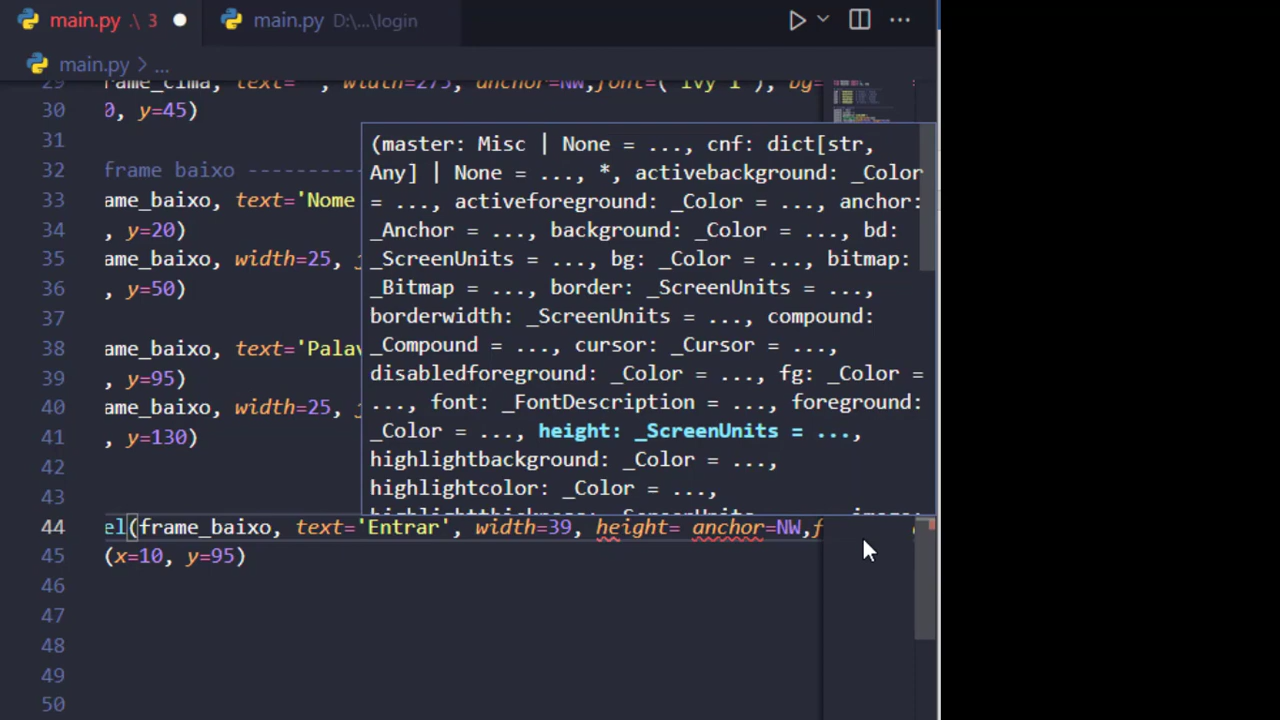 main.py .\ 3 main.py D:\...\login
main.py > ...
29 rame_cima, text=" ", width=275, anchor=NW,font=("Ivy 1"), bg=
30 0, y=45)
31
32 frame baixo ----------
33 ame_baixo, text='Nome
34 , y=20)
35 ame_baixo, width=25, j
36 , y=50)
37
38 ame_baixo, text='Palav
39 , y=95)
40 ame_baixo, width=25, j
41 , y=130)
42
43
44 el(frame_baixo, text='Entrar', width=39, height= anchor=NW,f
45 (x=10, y=95)
46
47
48
49
50
(master: Misc | None = ..., cnf: dict[str,
Any] | None = ..., *, activebackground: _Color
= ..., activeforeground: _Color = ..., anchor:
_Anchor = ..., background: _Color = ..., bd:
_ScreenUnits = ..., bg: _Color = ..., bitmap:
_Bitmap = ..., border: _ScreenUnits = ...,
borderwidth: _ScreenUnits = ..., compound:
_Compound = ..., cursor: _Cursor = ...,
disabledforeground: _Color = ..., fg: _Color =
..., font: _FontDescription = ..., foreground:
_Color = ..., height: _ScreenUnits = ...,
highlightbackground: _Color = ...,
highlightcolor: _Color = ...,
highlightthickness: _ScreenUnits = ..., image: